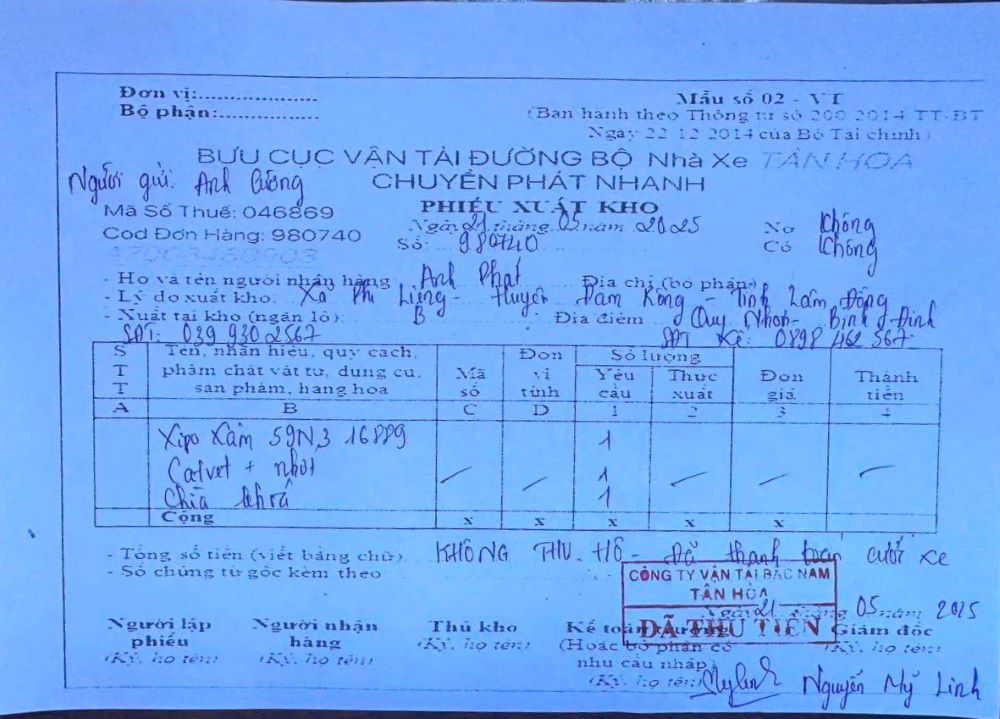 Đơn vị:...................
Bộ phận:................
Mẫu số 02 - VT
(Ban hành theo Thông tư số 200 2014 TT-BT
Ngày 22 12 2014 của Bộ Tài chính)
BƯU CỤC VẬN TẢI ĐƯỜNG BỘ Nhà Xe TÂN HOA
Người gửi: Anh Cương
CHUYỂN PHÁT NHANH
Mã Số Thuế: 046869
PHIẾU XUẤT KHO
Cod Đơn Hàng: 980740
Ngày 21 tháng 05 năm 2025
Số: 980740
Nợ Không
Có Không
- Họ và tên người nhận hàng Anh Phát Địa chỉ (bộ phận)
- Lý do xuất kho. Xã Phi Liêng - Huyện Đam Rông - Tỉnh Lâm Đồng
- Xuất tại kho (ngăn lô) B Địa điểm Quy Nhơn - Bình Định
SĐT: 039 930 2567 SĐT Xế: 0898 462 567
STT Tên, nhãn hiệu, quy cách, phẩm chất vật tư, dụng cụ, sản phẩm, hàng hoá Mã số Đơn vị tính Số lượng Yêu cầu Thực xuất Đơn giá Thành tiền
A B C D 1 2 3 4
Xipo Xám 59N3 16889 1
Catvet + nhớt 1
Chìa khoá 1
Cộng x x x x x
- Tổng số tiền (viết bằng chữ). KHÔNG THU HỘ - Đã thanh toán cước xe
- Số chứng từ gốc kèm theo
CÔNG TY VẬN TẢI BẮC NAM
TÂN HÒA
ĐÃ THU TIỀN
Ngày 21 tháng 05 năm 2025
Người lập phiếu
(Ký, họ tên)
Người nhận hàng
(Ký, họ tên)
Thủ kho
(Ký, họ tên)
Kế toán trưởng
(Hoặc bộ phận có nhu cầu nhập)
(Ký, họ tên)
Giám đốc
(Ký, họ tên)
Nguyễn Mỹ Linh